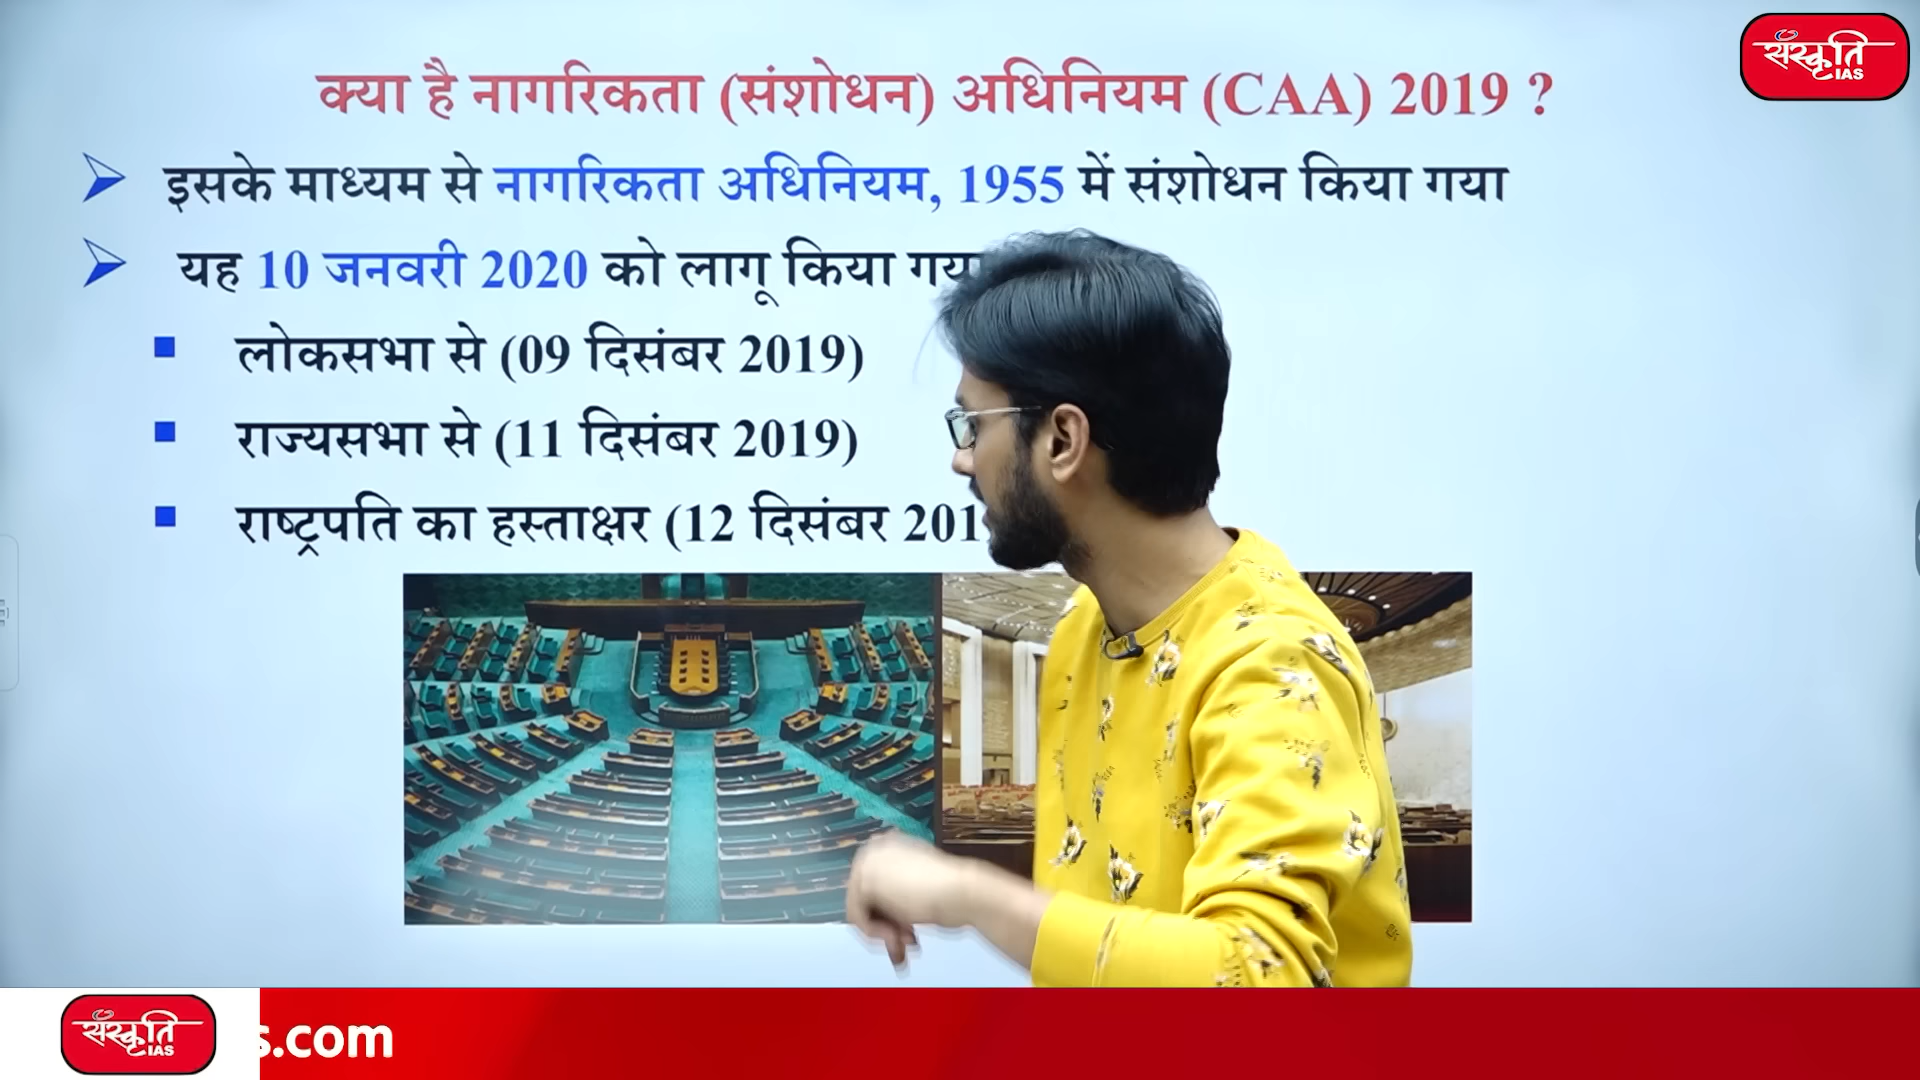 संस्कृति
IAS
क्या है नागरिकता (संशोधन) अधिनियम (CAA) 2019 ?
इसके माध्यम से नागरिकता अधिनियम, 1955 में संशोधन किया गया
यह 10 जनवरी 2020 को लागू किया
लोकसभा से (09 दिसंबर 2019)
राज्यसभा से (11 दिसंबर 2019)
राष्ट्रपति का हस्ताक्षर (12 दिसंबर
संस्कृति
IAS
s.com